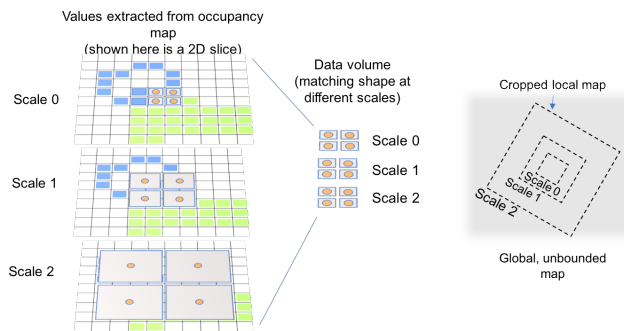 Values extracted from occupancy
map
(shown here is a 2D slice)
Scale 0
Scale 1
Scale 2
Data volume
(matching shape at
different scales)
Scale 0
Scale 1
Scale 2
Cropped local map
Scale 0
Scale 1
Scale 2
Global, unbounded
map